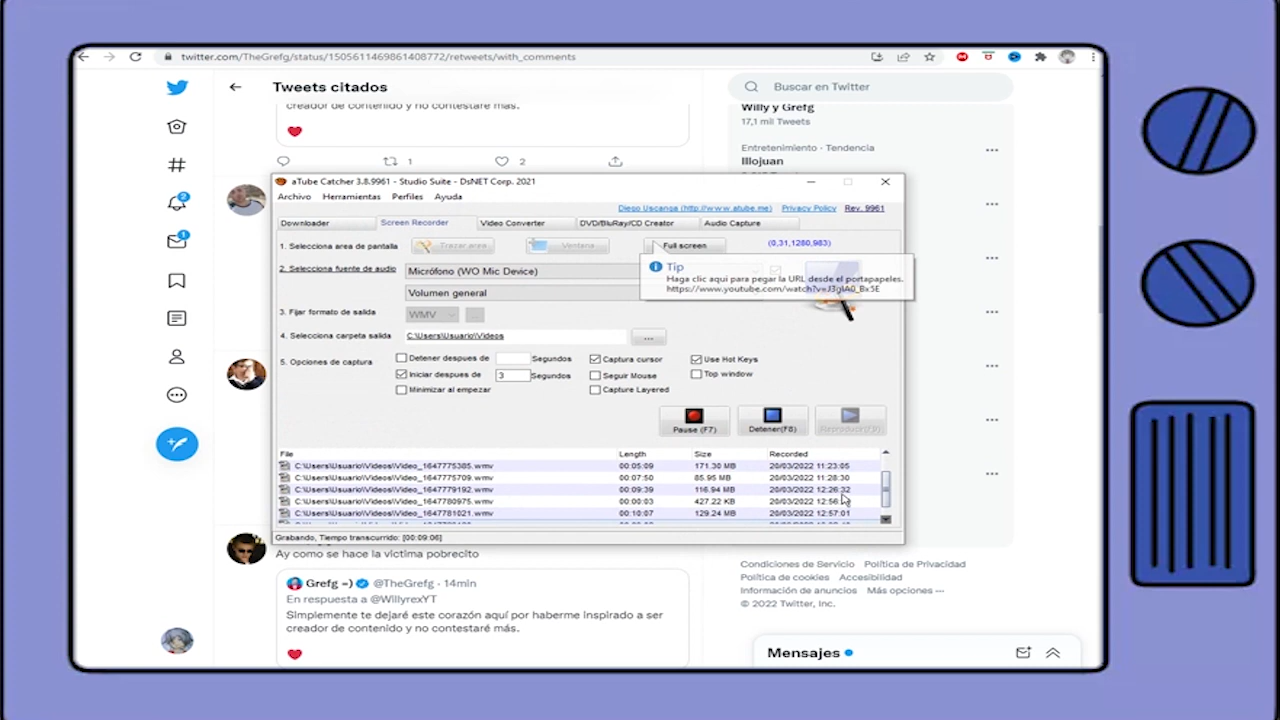 twitter.com/TheGrefg/status/1505611469861408772/retweets/with_comments
Tweets citados
Buscar en Twitter
creador de contenido y no contestaré más.
Willy y Grefg
17,1 mil Tweets
1
2
Entretenimiento · Tendencia
Illojuan
2
1
aTube Catcher 3.8.9961 - Studio Suite - DsNET Corp. 2021
Archivo Herramientas Perfiles Ayuda
Diego Uscanga (http://www.atube.me) Privacy Policy Rev. 9961
Downloader Screen Recorder Video Converter DVD/BluRay/CD Creator Audio Capture
1. Selecciona area de pantalla Trazar area Ventana Full screen (0,31,1280,983)
2. Selecciona fuente de audio Micrófono (WO Mic Device)
Tip
Haga clic aqui para pegar la URL desde el portapapeles.
Volumen general
3. Fijar formato de salida WMV ...
4. Selecciona carpeta salida C:\Users\Usuario\Videos ...
5. Opciones de captura Detener despues de Segundos Captura cursor Use Hot Keys
Iniciar despues de 3 Segundos Seguir Mouse Top window
Minimizar al empezar Capture Layered
Pause (F7) Detener(F8) Reproducir(F9)
File Length Size Recorded
C:\Users\Usuario\Videos\Video_1647775385.wmv 00:05:09 171.30 MB 20/03/2022 11:23:05
C:\Users\Usuario\Videos\Video_1647775709.wmv 00:07:50 85.95 MB 20/03/2022 11:28:30
C:\Users\Usuario\Videos\Video_1647779192.wmv 00:09:39 116.94 MB 20/03/2022 12:26:32
C:\Users\Usuario\Videos\Video_1647780975.wmv 00:00:03 427.22 KB 20/03/2022
C:\Users\Usuario\Videos\Video_1647781021.wmv 00:10:07 129.24 MB 20/03/2022 12:57:01
Grabando, Tiempo transcurrido: [00:09:06]
Ay como se hace la víctima pobrecito
Grefg =) @TheGrefg · 14min
En respuesta a @WillyrexYT
Simplemente te dejaré este corazón aquí por haberme inspirado a ser
creador de contenido y no contestaré más.
Condiciones de Servicio Política de Privacidad
Política de cookies Accesibilidad
Información de anuncios Más opciones ···
© 2022 Twitter, Inc.
Mensajes